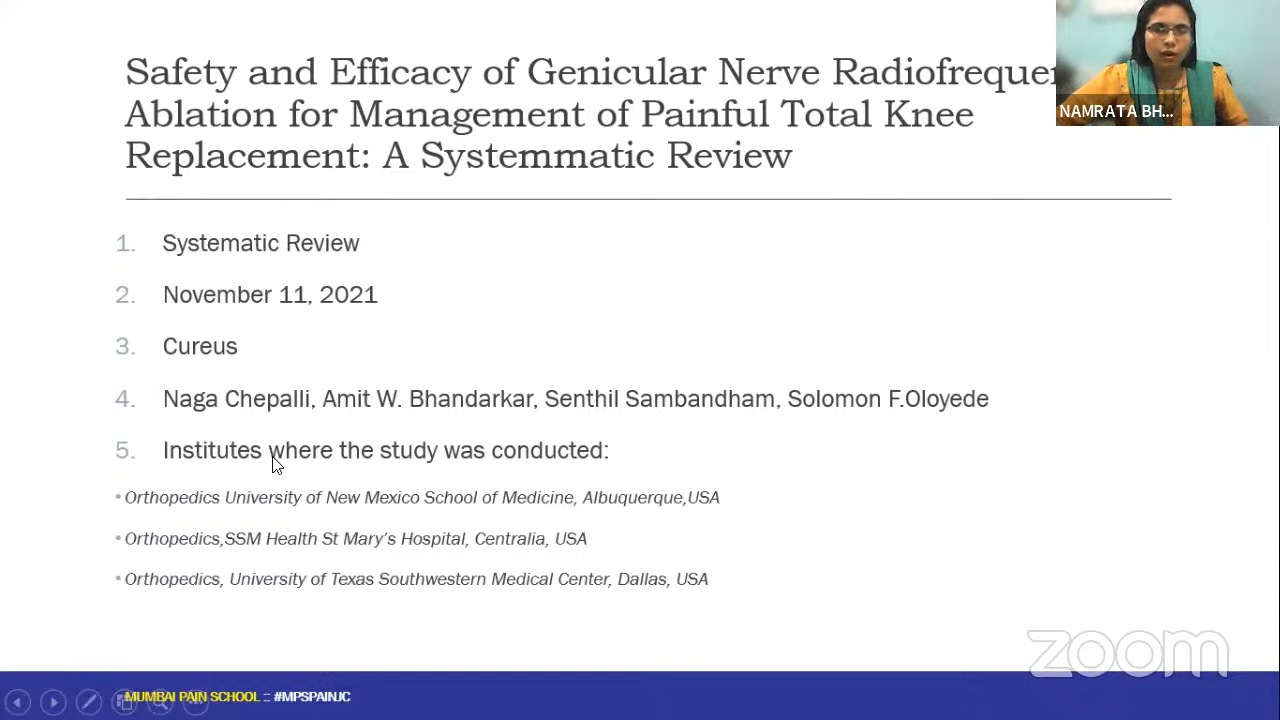 Safety and Efficacy of Genicular Nerve
Ablation for Management of Painful Total Knee
Replacement: A Systemmatic Review
NAMRATA BH...
1. Systematic Review
2. November 11, 2021
3. Cureus
4. Naga Chepalli, Amit W. Bhandarkar, Senthil Sambandham, Solomon F.Oloyede
5. Institutes where the study was conducted:
• Orthopedics University of New Mexico School of Medicine, Albuquerque,USA
• Orthopedics,SSM Health St Mary's Hospital, Centralia, USA
• Orthopedics, University of Texas Southwestern Medical Center, Dallas, USA
zoom
MUMBAI PAIN SCHOOL :: #MPSPAINJC